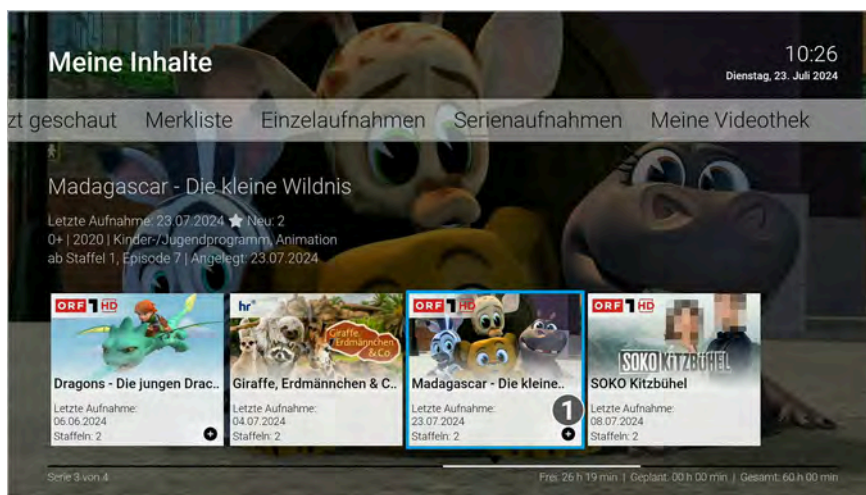 Meine Inhalte
10:26
Dienstag, 23. Juli 2024
zt geschaut Merkliste Einzelaufnahmen Serienaufnahmen Meine Videothek
Madagascar - Die kleine Wildnis
Letzte Aufnahme: 23.07.2024 ★ Neu: 2
0+ | 2020 | Kinder-/Jugendprogramm, Animation
ab Staffel 1, Episode 7 | Angelegt: 23.07.2024
ORF 1 HD
Dragons - Die jungen Drac..
Letzte Aufnahme:
06.06.2024
Staffeln: 2
hr
Giraffe,
Erdmännchen
&Co
Giraffe, Erdmännchen & C..
Letzte Aufnahme:
04.07.2024
Staffeln: 2
ORF 1 HD
Madagascar - Die kleine..
Letzte Aufnahme:
23.07.2024
Staffeln: 2
1
ORF 1 HD
SOKO KITZBÜHEL
SOKO Kitzbühel
Letzte Aufnahme:
08.07.2024
Staffeln: 2
Serie 3 von 4
Frei: 26 h 19 min | Geplant: 00 h 00 min | Gesamt: 60 h 00 min